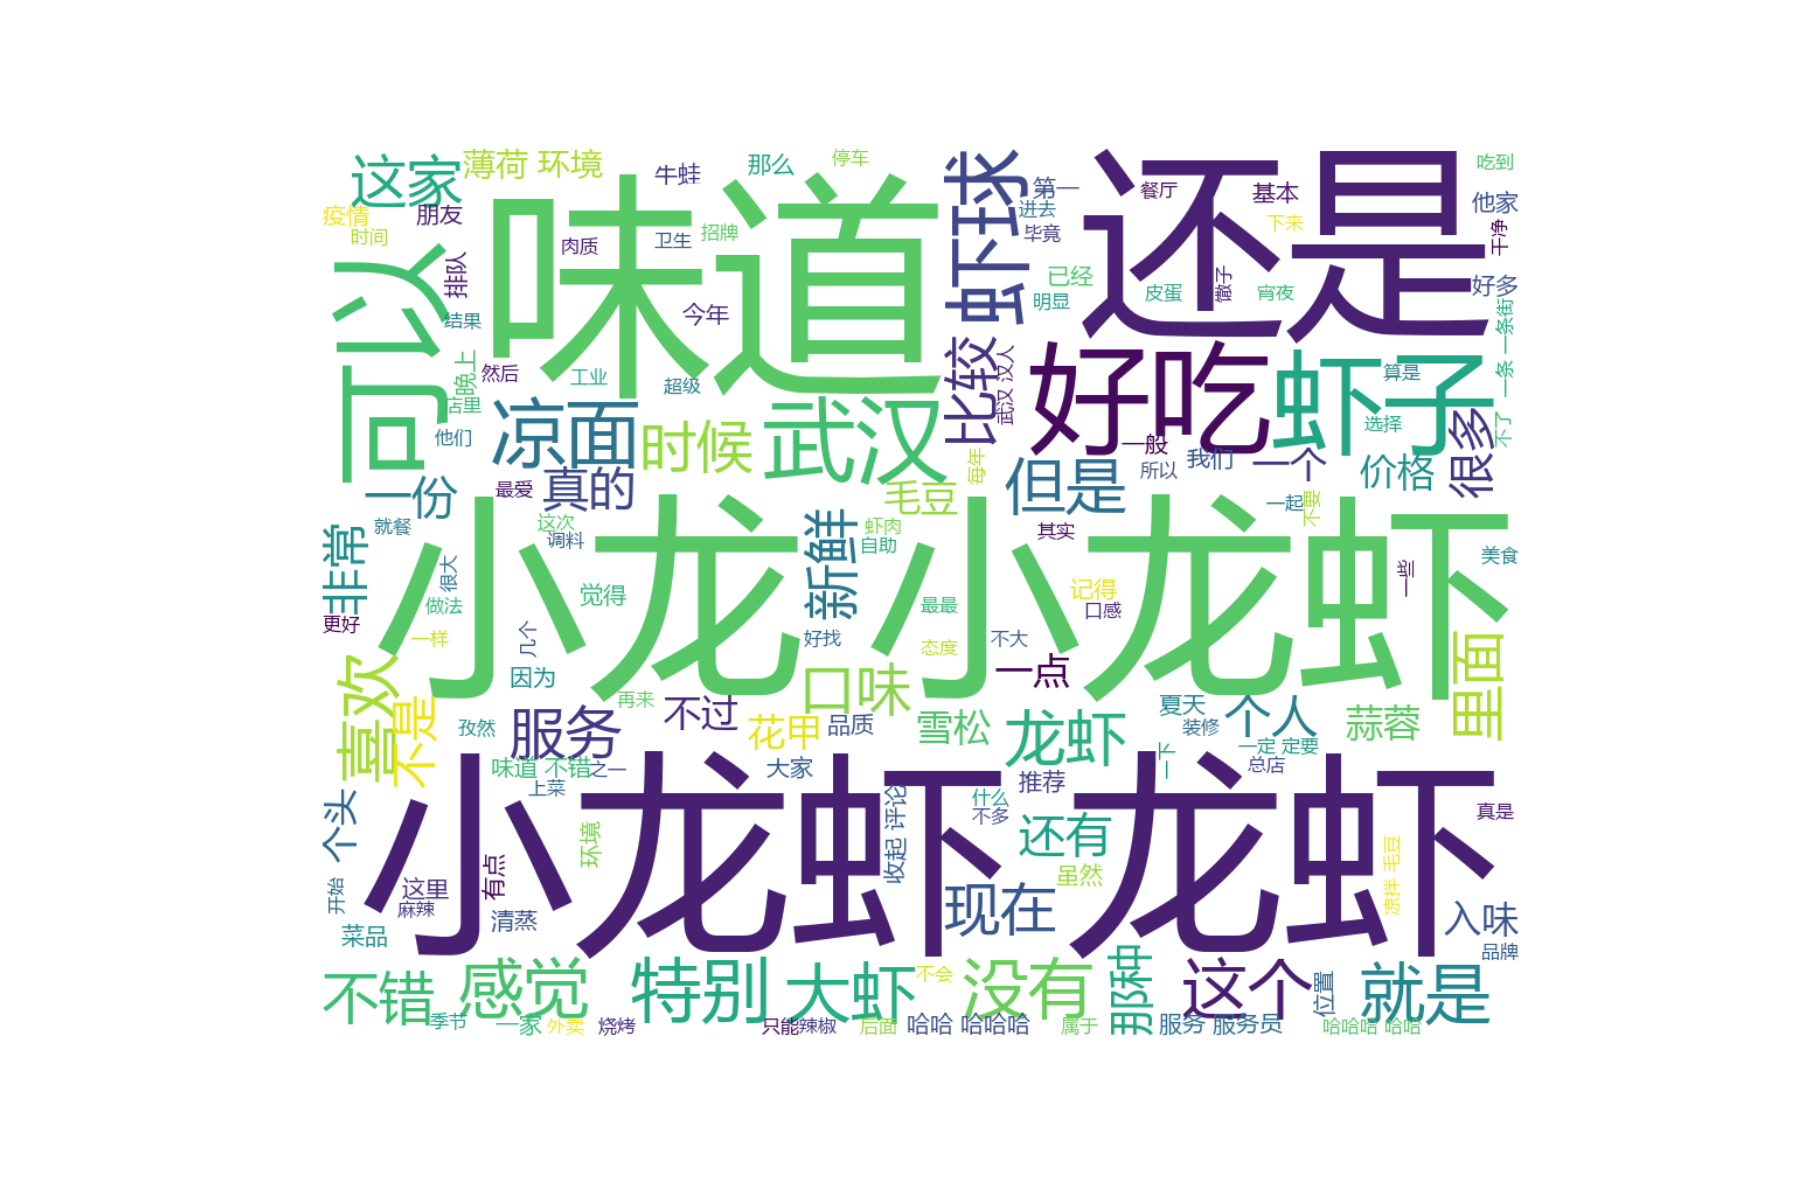 这家
薄荷 环境
牛蛙
那么
停车
虾球
第一
还是
餐厅
基本
吃到
疫情
朋友
味道
进去
下来
他家
时间
肉质
卫生
招牌
毕竟
干净
可以
排队
已经
馓子
好多
今年
明显
皮蛋
宵夜
结果
一条 一条街
晚上
然后
工业
超级
比较
武汉 汉人
好吃
虾子
算是
店里
凉面
时候
武汉
选择
不了
他们
一般
很多
一份
最爱
真的
毛豆
每年
但是
所以
我们
一个
价格
一起
不要
就餐
这次
调料
新鲜
虾肉
自助
其实
非常
小龙 小龙虾
美食
很大
觉得
一些
做法
最最
记得
口感
更好
一样
几个
好找
态度
不大
里面
喜欢
因为
口味
一点
不是
再来
孜然
服务
不过
花甲
品质
雪松
龙虾
夏天
装修
个人
蒜蓉
一下
一定 定要
总店
味道 不错
之一
大家
推荐
上菜
个头
小龙虾 龙虾
收起 评论
什么
不多
还有
真是
环境
有点
虽然
凉拌 毛豆
开始
这里
麻辣
清蒸
现在
入味
菜品
品牌
不错
感觉
特别
大虾
不会
没有
那种
这个
位置
就是
季节
一家
外卖
烧烤
只能
辣椒
后面
哈哈 哈哈哈
属于
服务 服务员
哈哈哈 哈哈